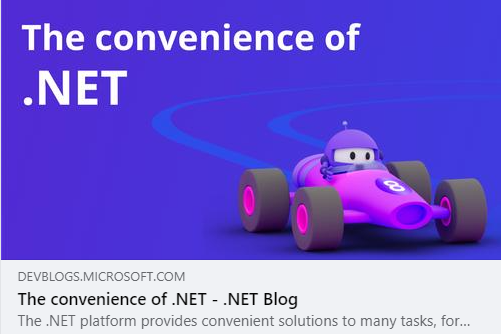 The convenience of
.NET
8
DEVBLOGS.MICROSOFT.COM
The convenience of .NET - .NET Blog
The .NET platform provides convenient solutions to many tasks, for...